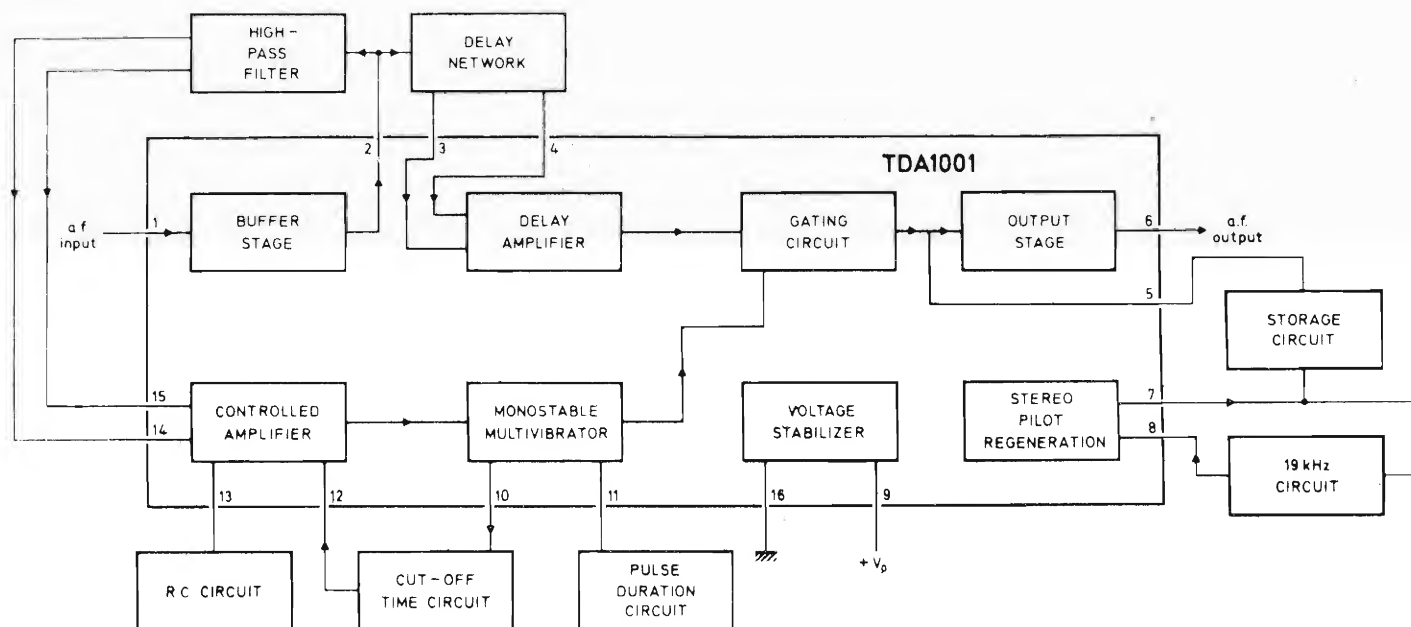 HIGH-
PASS
FILTER
DELAY
NETWORK
2
3
4
TDA1001
a.f.
input
1
BUFFER
STAGE
DELAY
AMPLIFIER
GATING
CIRCUIT
OUTPUT
STAGE
6
a.f.
output
5
STORAGE
CIRCUIT
15
14
CONTROLLED
AMPLIFIER
MONOSTABLE
MULTIVIBRATOR
VOLTAGE
STABILIZER
STEREO
PILOT
REGENERATION
7
8
19 kHz
CIRCUIT
13
12
10
11
16
9
+ Vp
RC CIRCUIT
CUT-OFF
TIME CIRCUIT
PULSE
DURATION
CIRCUIT